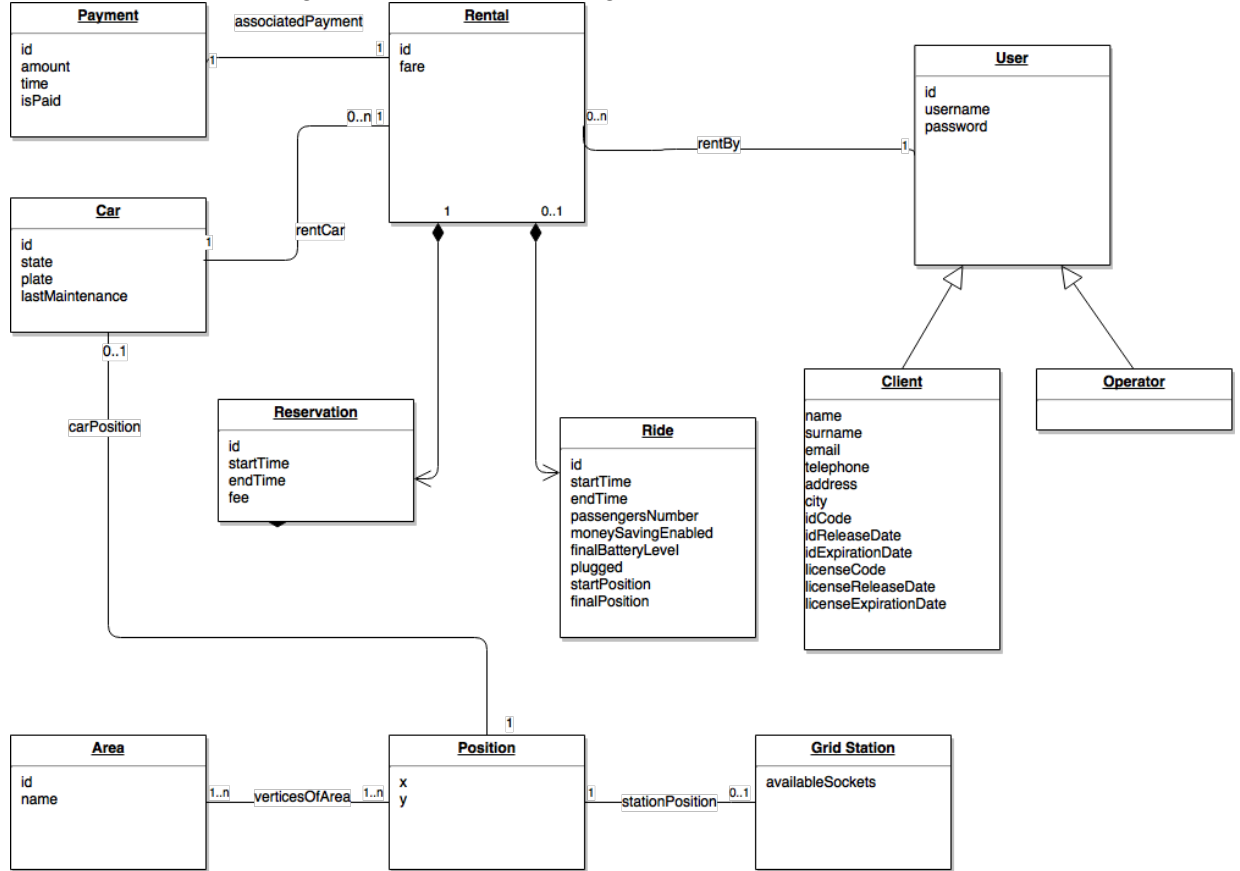 Payment
id
amount
time
isPaid
associatedPayment
1
1
Rental
id
fare
0..n
1
0..n
1
0..1
rentBy
1
User
id
username
password
Car
id
state
plate
lastMaintenance
1
rentCar
0..1
carPosition
Reservation
id
startTime
endTime
fee
Ride
id
startTime
endTime
passengersNumber
moneySavingEnabled
finalBatteryLevel
plugged
startPosition
finalPosition
Client
name
surname
email
telephone
address
city
idCode
idReleaseDate
idExpirationDate
licenseCode
licenseReleaseDate
licenseExpirationDate
Operator
1
Area
id
name
1..n
verticesOfArea
1..n
Position
x
y
1
stationPosition
0..1
Grid Station
availableSockets